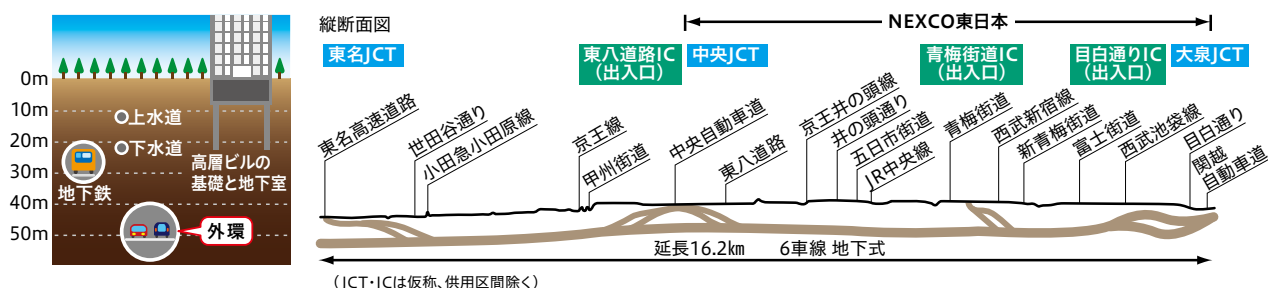 0m
10m
20m
30m
40m
50m
上水道
下水道
高層ビルの
基礎と地下室
地下鉄
外環
縦断面図
NEXCO東日本
東名JCT
東八道路IC
(出入口)
中央JCT
青梅街道IC
(出入口)
目白通りIC
(出入口)
大泉JCT
東名高速道路
世田谷通り
小田急小田原線
京王線
甲州街道
中央自動車道
東八道路
京王井の頭線
井の頭通り
五日市街道
JR中央線
青梅街道
西武新宿線
新青梅街道
富士街道
西武池袋線
目白通り
関越
自動車道
延長16.2km 6車線 地下式
(JCT・ICは仮称、供用区間除く)